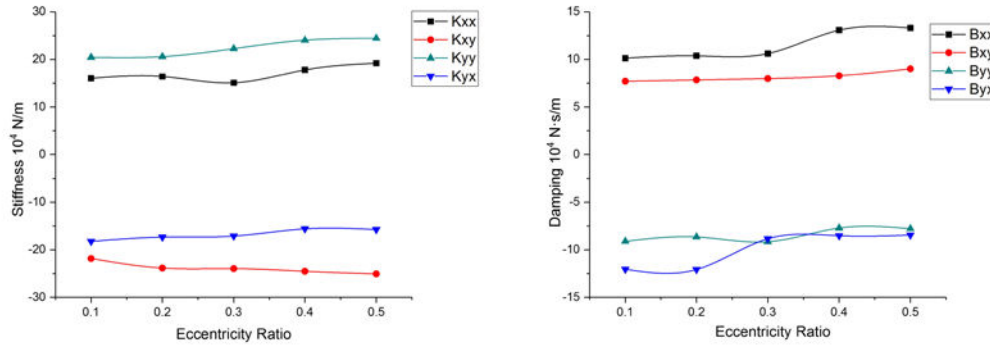 Kxx
Kxy
Kyy
Kyx
30
20
10
0
-10
-20
-30
Stiffness 10⁴ N/m
0.1 0.2 0.3 0.4 0.5
Eccentricity Ratio
Bxx
Bxy
Byy
Byx
15
10
5
0
-5
-10
-15
Damping 10⁴ N·s/m
0.1 0.2 0.3 0.4 0.5
Eccentricity Ratio